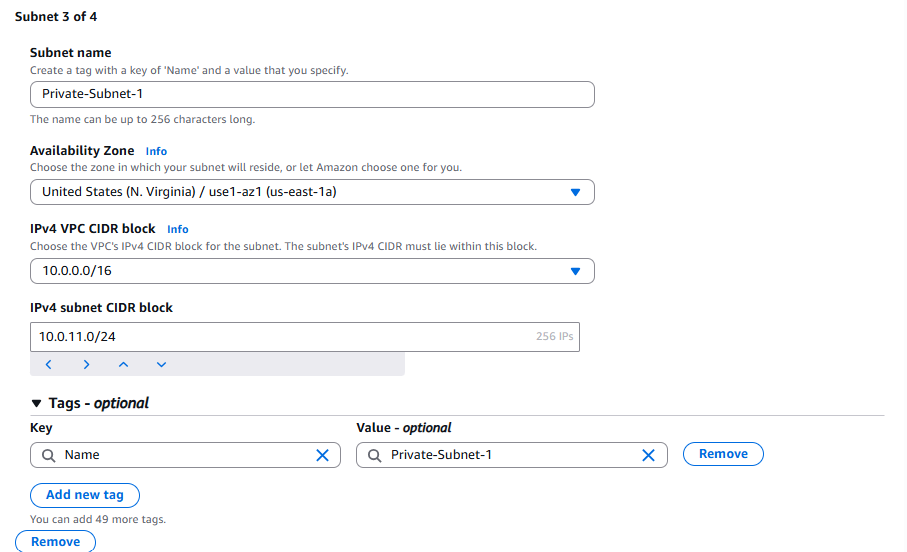 Subnet 3 of 4
Subnet name
Create a tag with a key of 'Name' and a value that you specify.
Private-Subnet-1
The name can be up to 256 characters long.
Availability Zone Info
Choose the zone in which your subnet will reside, or let Amazon choose one for you.
United States (N. Virginia) / use1-az1 (us-east-1a)
IPv4 VPC CIDR block Info
Choose the VPC's IPv4 CIDR block for the subnet. The subnet's IPv4 CIDR must lie within this block.
10.0.0.0/16
IPv4 subnet CIDR block
10.0.11.0/24 256 IPs
Tags - optional
Key Value - optional
Name Private-Subnet-1 Remove
Add new tag
You can add 49 more tags.
Remove